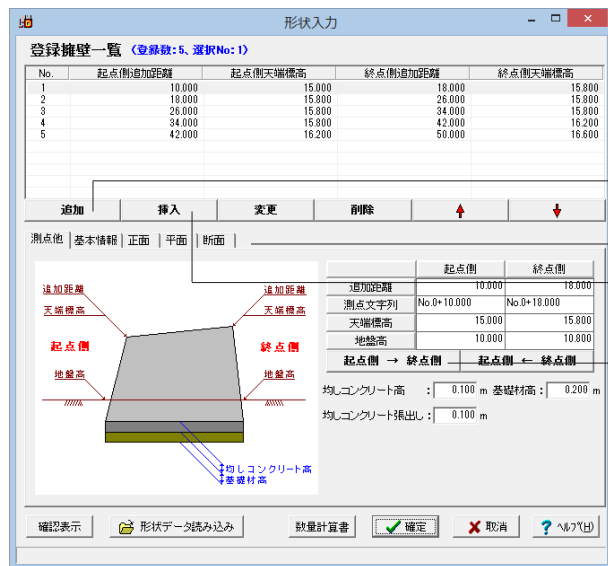 形状入力
登録擁壁一覧 (登録数:5、選択No:1)
No. 起点側追加距離 起点側天端標高 終点側追加距離 終点側天端標高
1 10.000 15.000 18.000 15.800
2 18.000 15.800 26.000 15.800
3 26.000 15.800 34.000 15.800
4 34.000 15.800 42.000 16.200
5 42.000 16.200 50.000 16.600
追加 挿入 変更 削除
測点他 基本情報 正面 平面 断面
追加距離 追加距離
天端標高 天端標高
起点側 終点側
地盤高 地盤高
均しコンクリート高
基礎材高
起点側 終点側
追加距離 10.000 18.000
測点文字列 No.0+10.000 No.0+18.000
天端標高 15.000 15.800
地盤高 10.000 10.800
起点側 → 終点側 起点側 ← 終点側
均しコンクリート高 : 0.100 m 基礎材高: 0.200 m
均しコンクリート張出し: 0.100 m
確認表示 形状データ読み込み 数量計算書 確定 取消 ? ヘルプ(H)